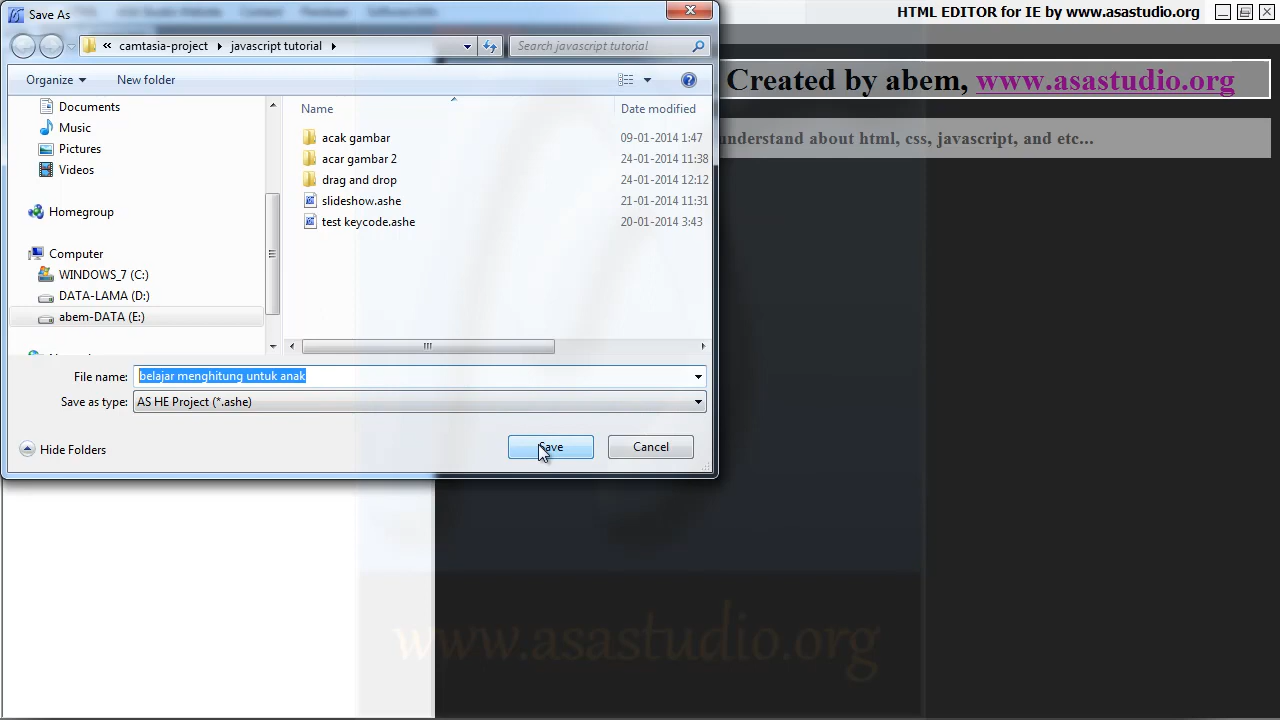 Save As
HTML EDITOR for IE by www.asastudio.org
« camtasia-project ▸ javascript tutorial ▸
Search javascript tutorial
Created by abem, www.asastudio.org
Organize
New folder
understand about html, css, javascript, and etc...
Documents
Music
Pictures
Videos
Homegroup
Computer
WINDOWS_7 (C:)
DATA-LAMA (D:)
abem-DATA (E:)
Name
Date modified
acak gambar
09-01-2014 1:47
acar gambar 2
24-01-2014 11:38
drag and drop
24-01-2014 12:12
slideshow.ashe
21-01-2014 11:31
test keycode.ashe
20-01-2014 3:43
File name:
belajar menghitung untuk anak
Save as type:
AS HE Project (*.ashe)
Hide Folders
Save
Cancel
www.asastudio.org